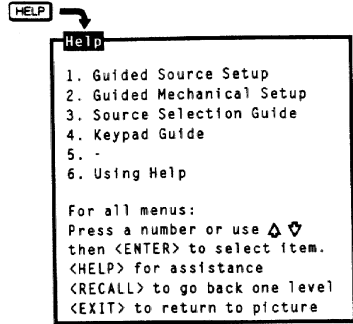 HELP
Help
1. Guided Source Setup
2. Guided Mechanical Setup
3. Source Selection Guide
4. Keypad Guide
5. -
6. Using Help
For all menus:
Press a number or use △ ▽
then <ENTER> to select item.
<HELP> for assistance
<RECALL> to go back one level
<EXIT> to return to picture